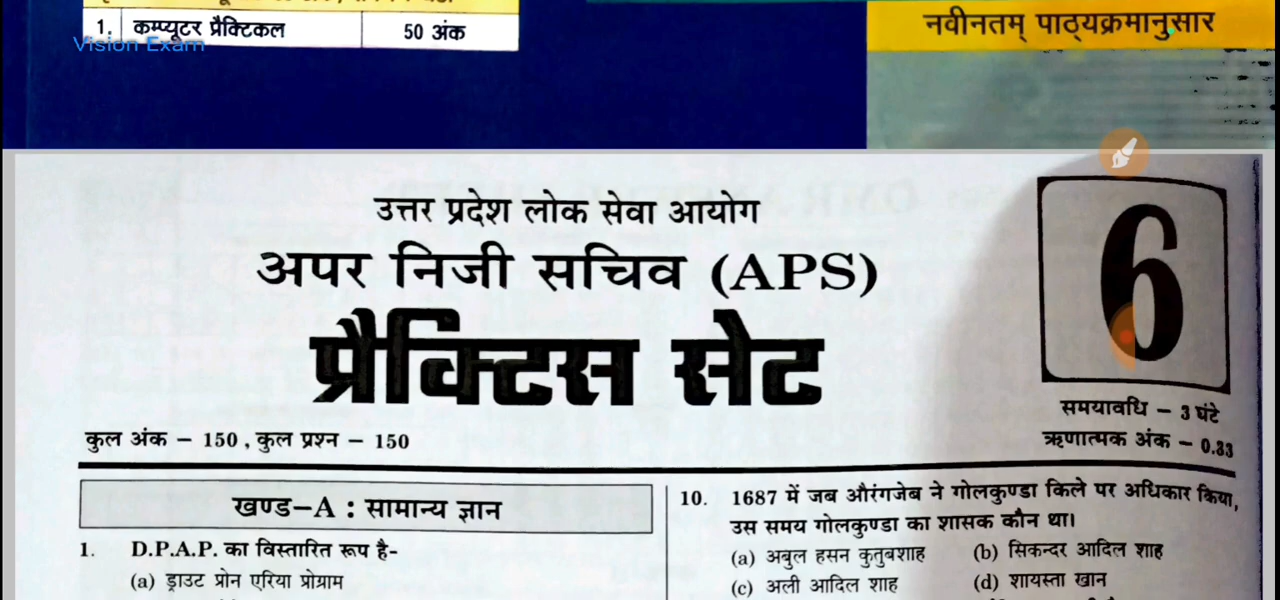 1. कम्प्यूटर प्रैक्टिकल 50 अंक
Vision Exam
नवीनतम् पाठ्यक्रमानुसार
उत्तर प्रदेश लोक सेवा आयोग
अपर निजी सचिव (APS)
प्रैक्टिस सेट
6
समयावधि – 3 घंटे
कुल अंक – 150 , कुल प्रश्न – 150
ऋणात्मक अंक – 0.33
खण्ड–A : सामान्य ज्ञान
1. D.P.A.P. का विस्तारित रूप है-
(a) ड्राउट प्रोन एरिया प्रोग्राम
10. 1687 में जब औरंगजेब ने गोलकुण्डा किले पर अधिकार किया,
उस समय गोलकुण्डा का शासक कौन था।
(a) अबुल हसन कुतुबशाह (b) सिकन्दर आदिल शाह
(c) अली आदिल शाह (d) शायस्ता खान